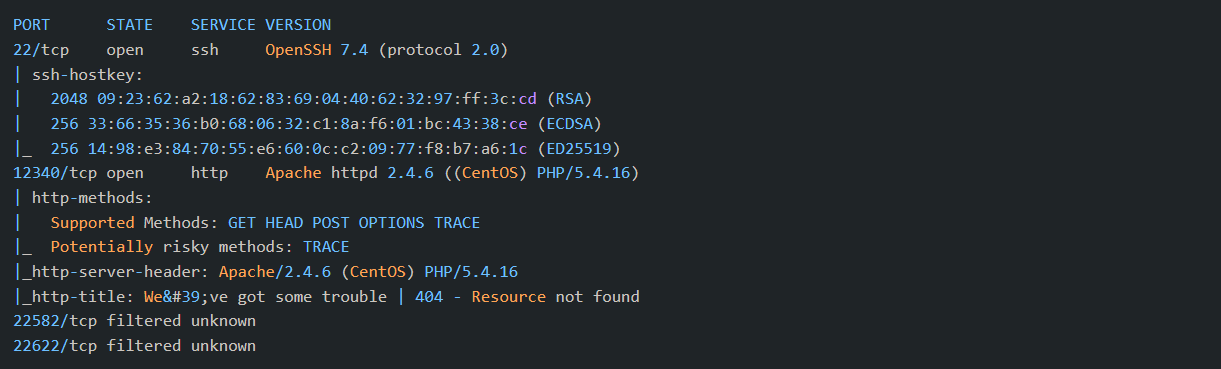 PORT      STATE    SERVICE VERSION
22/tcp    open     ssh     OpenSSH 7.4 (protocol 2.0)
| ssh-hostkey:
|   2048 09:23:62:a2:18:62:83:69:04:40:62:32:97:ff:3c:cd (RSA)
|   256 33:66:35:36:b0:68:06:32:c1:8a:f6:01:bc:43:38:ce (ECDSA)
|_  256 14:98:e3:84:70:55:e6:60:0c:c2:09:77:f8:b7:a6:1c (ED25519)
12340/tcp open     http    Apache httpd 2.4.6 ((CentOS) PHP/5.4.16)
| http-methods:
|   Supported Methods: GET HEAD POST OPTIONS TRACE
|_  Potentially risky methods: TRACE
|_http-server-header: Apache/2.4.6 (CentOS) PHP/5.4.16
|_http-title: We&#39;ve got some trouble | 404 - Resource not found
22582/tcp filtered unknown
22622/tcp filtered unknown